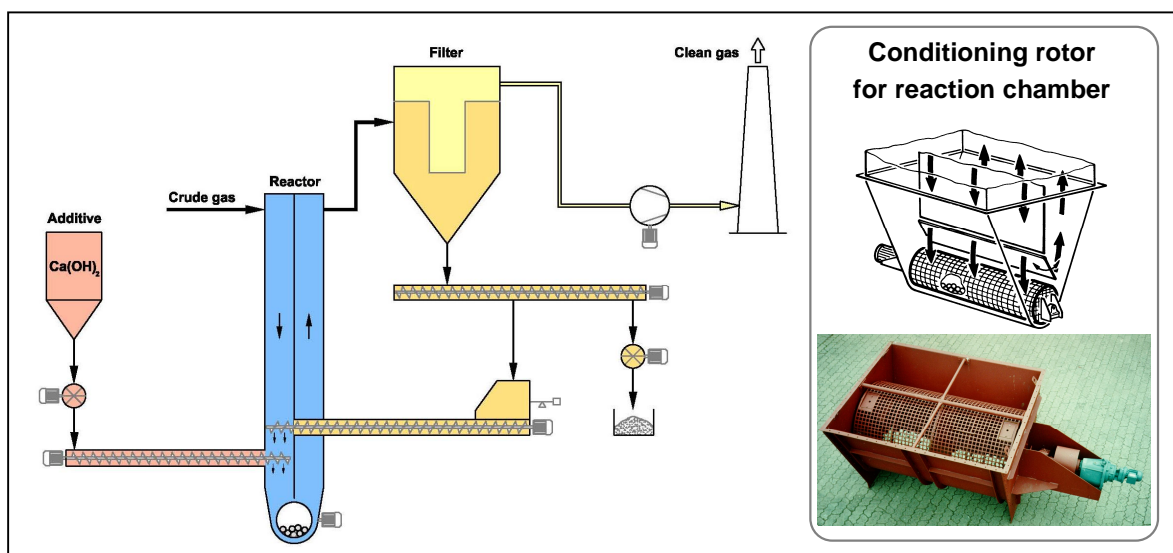 Filter
Clean gas
Reactor
Crude gas
Additive
Ca(OH)₂
Conditioning rotor
for reaction chamber